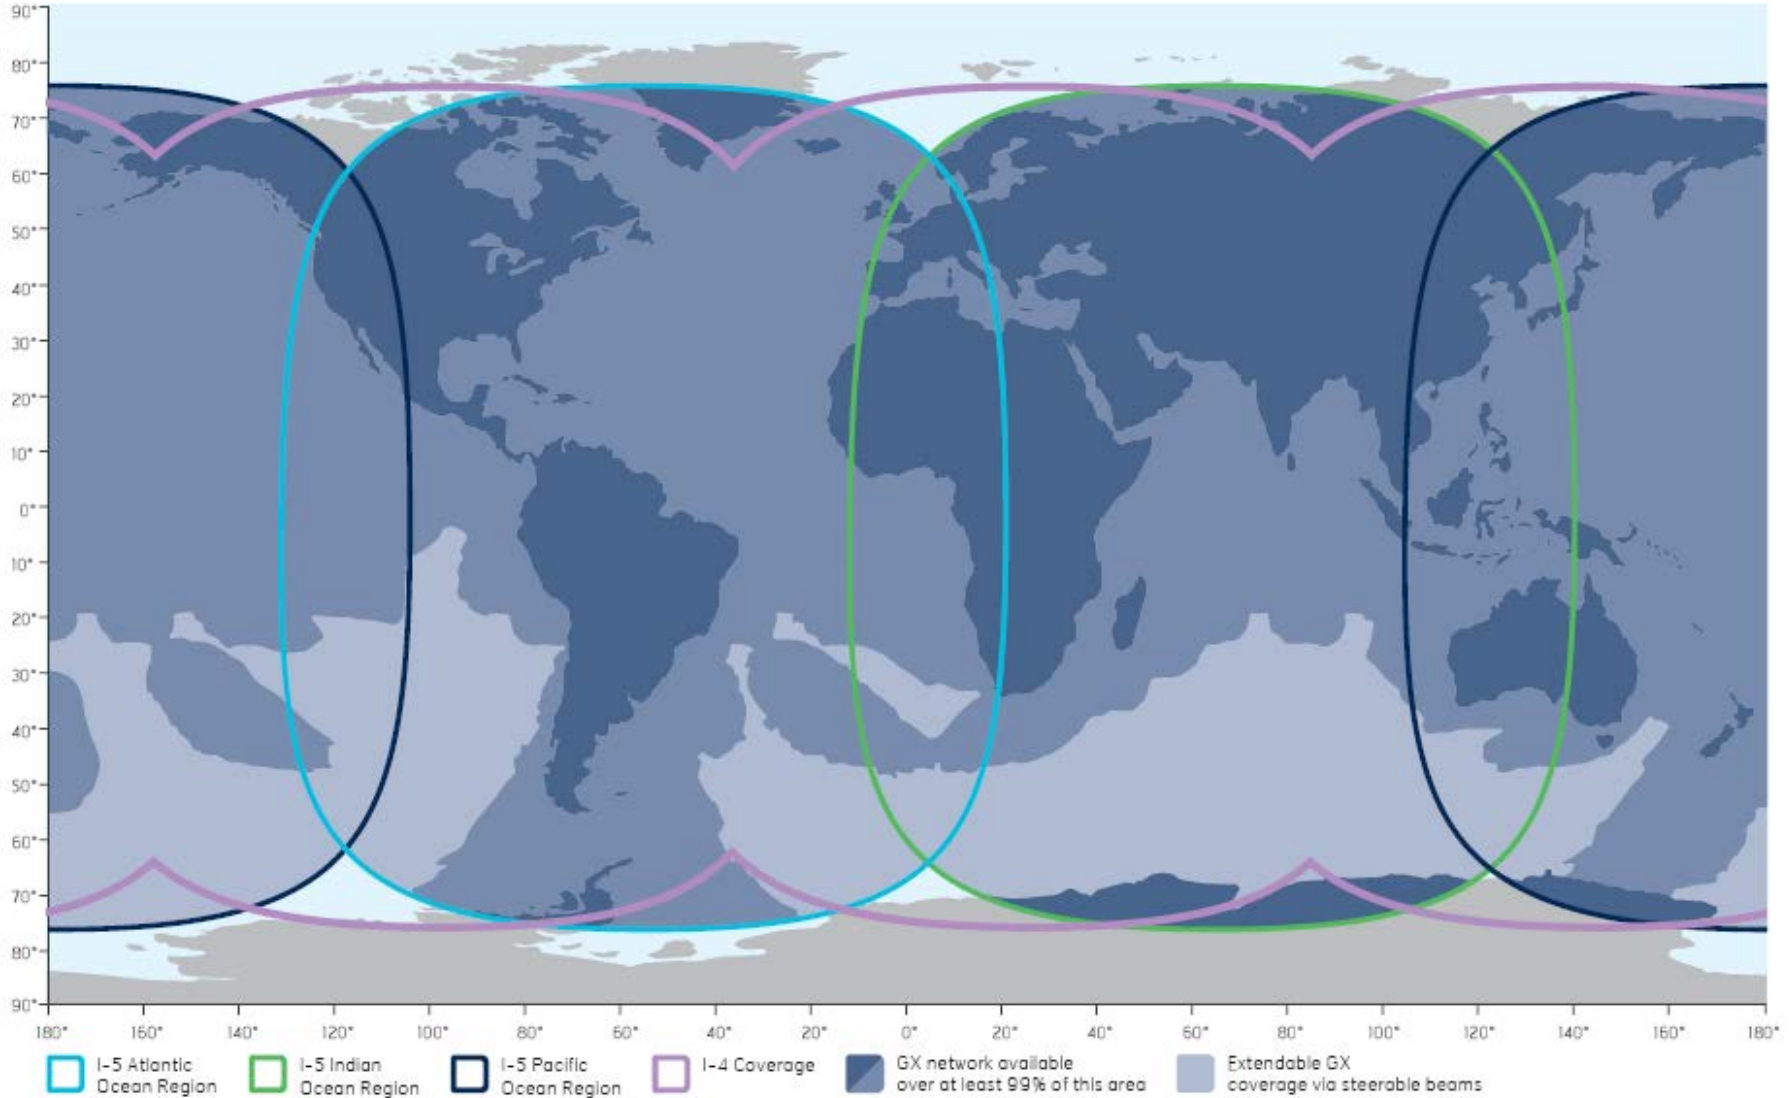 90°
80°
70°
60°
50°
40°
30°
20°
10°
0°
10°
20°
30°
40°
50°
60°
70°
80°
90°
180° 160° 140° 120° 100° 80° 60° 40° 20° 0° 20° 40° 60° 80° 100° 120° 140° 160° 180°
I-5 Atlantic
Ocean Region
I-5 Indian
Ocean Region
I-5 Pacific
Ocean Region
I-4 Coverage
GX network available
over at least 99% of this area
Extendable GX
coverage via steerable beams